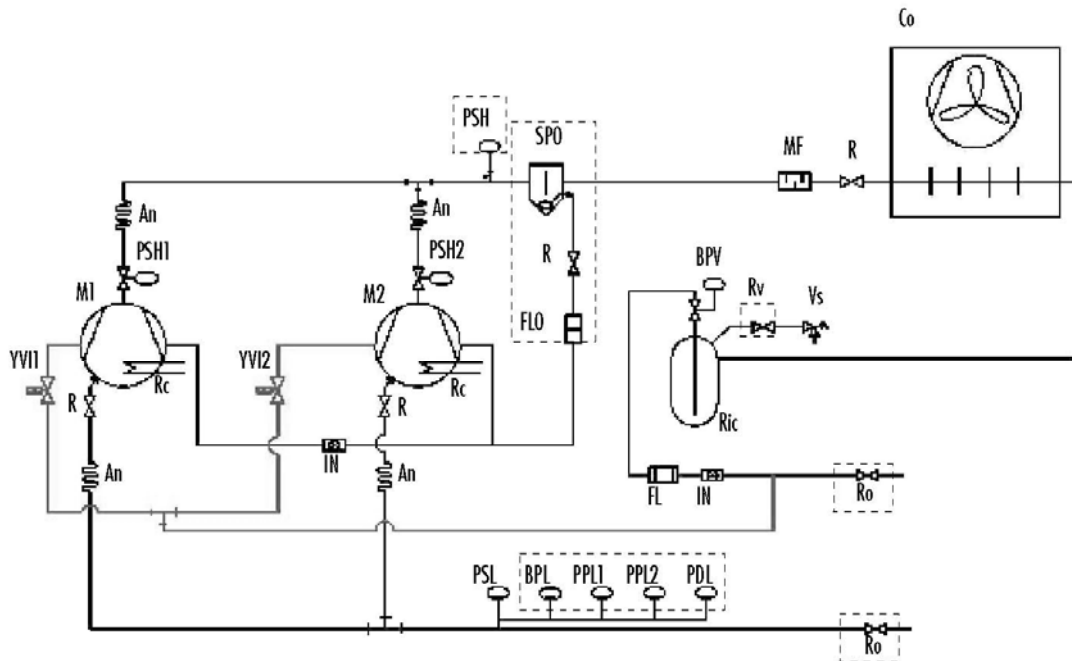 Co
PSH
SPO
MF
R
An
An
PSH1
PSH2
R
BPV
Rv
Vs
M1
M2
FLO
YVI1
YVI2
Rc
Rc
R
R
Ric
IN
An
An
FL
IN
Ro
PSL
BPL
PPL1
PPL2
PDL
Ro